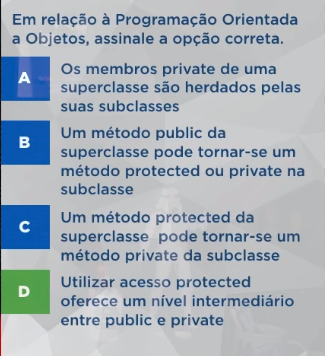 Em relação à Programação Orientada
a Objetos, assinale a opção correta.
A
Os membros private de uma
superclasse são herdados pelas
suas subclasses
B
Um método public da
superclasse pode tornar-se um
método protected ou private na
subclasse
C
Um método protected da
superclasse pode tornar-se um
método private da subclasse
D
Utilizar acesso protected
oferece um nível intermediário
entre public e private